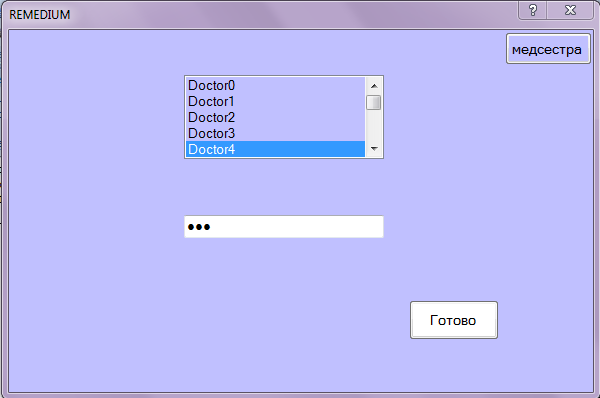 REMEDIUM
медсестра
Doctor0
Doctor1
Doctor2
Doctor3
Doctor4
•••
Готово